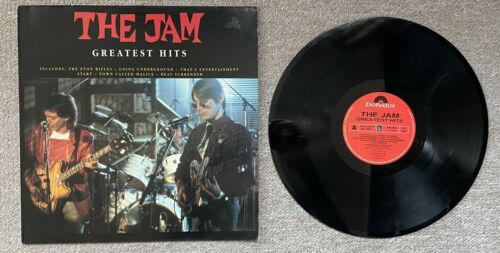 THE JAM
GREATEST HITS
INCLUDES: THE ETON RIFLES – GOING UNDERGROUND – THAT'S ENTERTAINMENT
START – TOWN CALLED MALICE – BEAT SURRENDER
polydor
THE JAM
GREATEST HITS
A